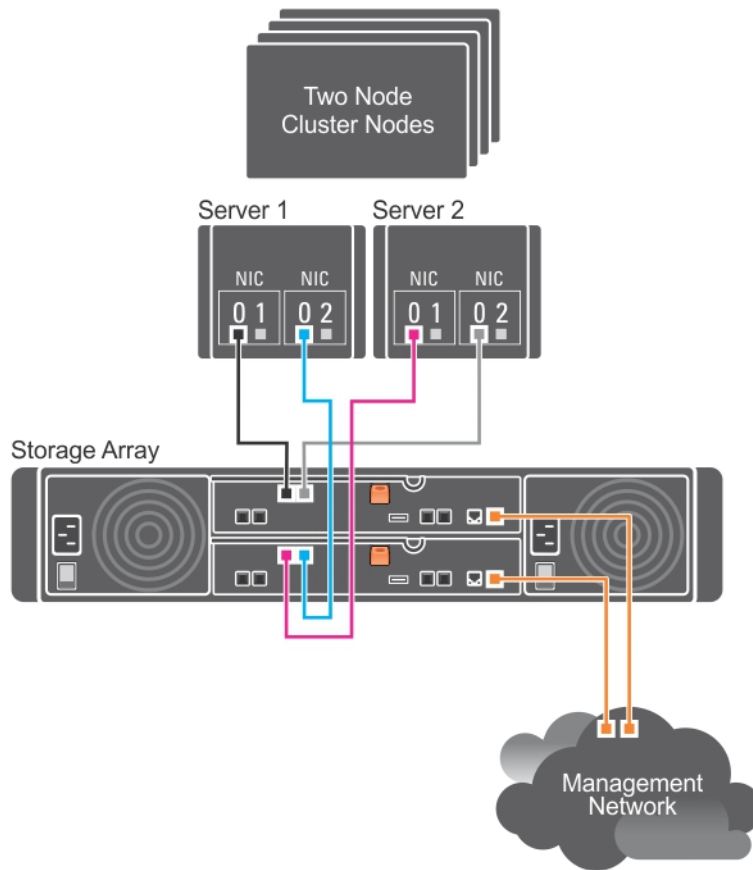 Two Node
Cluster Nodes
Server 1
Server 2
NIC
NIC
NIC
NIC
0 1
0 2
0 1
0 2
Storage Array
Management
Network